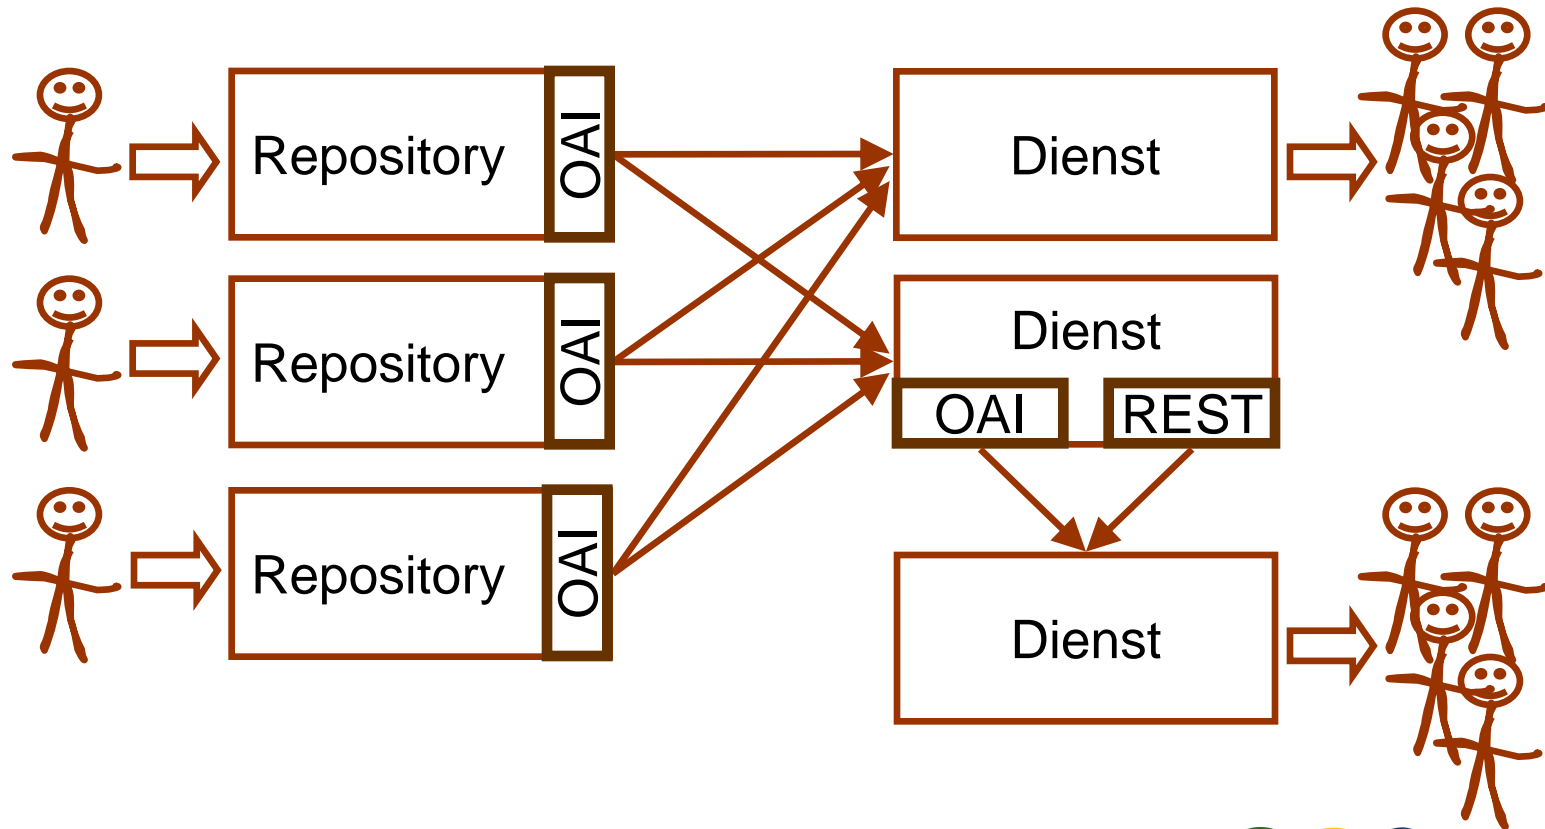 Repository
OAI
Dienst
Repository
OAI
Dienst
OAI
REST
Repository
OAI
Dienst